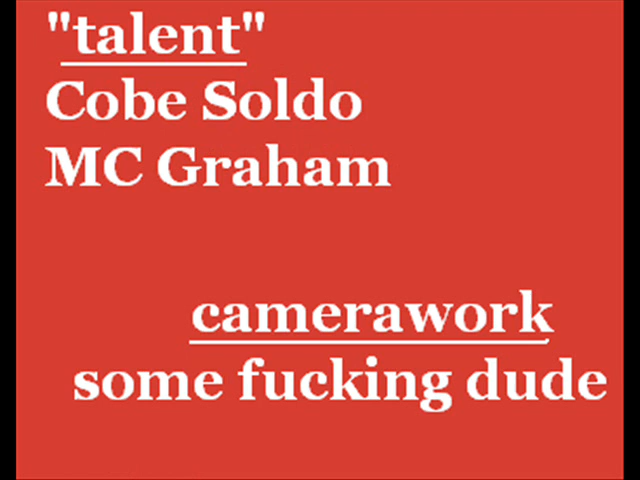 "talent"
Cobe Soldo
MC Graham
camerawork
some fucking dude